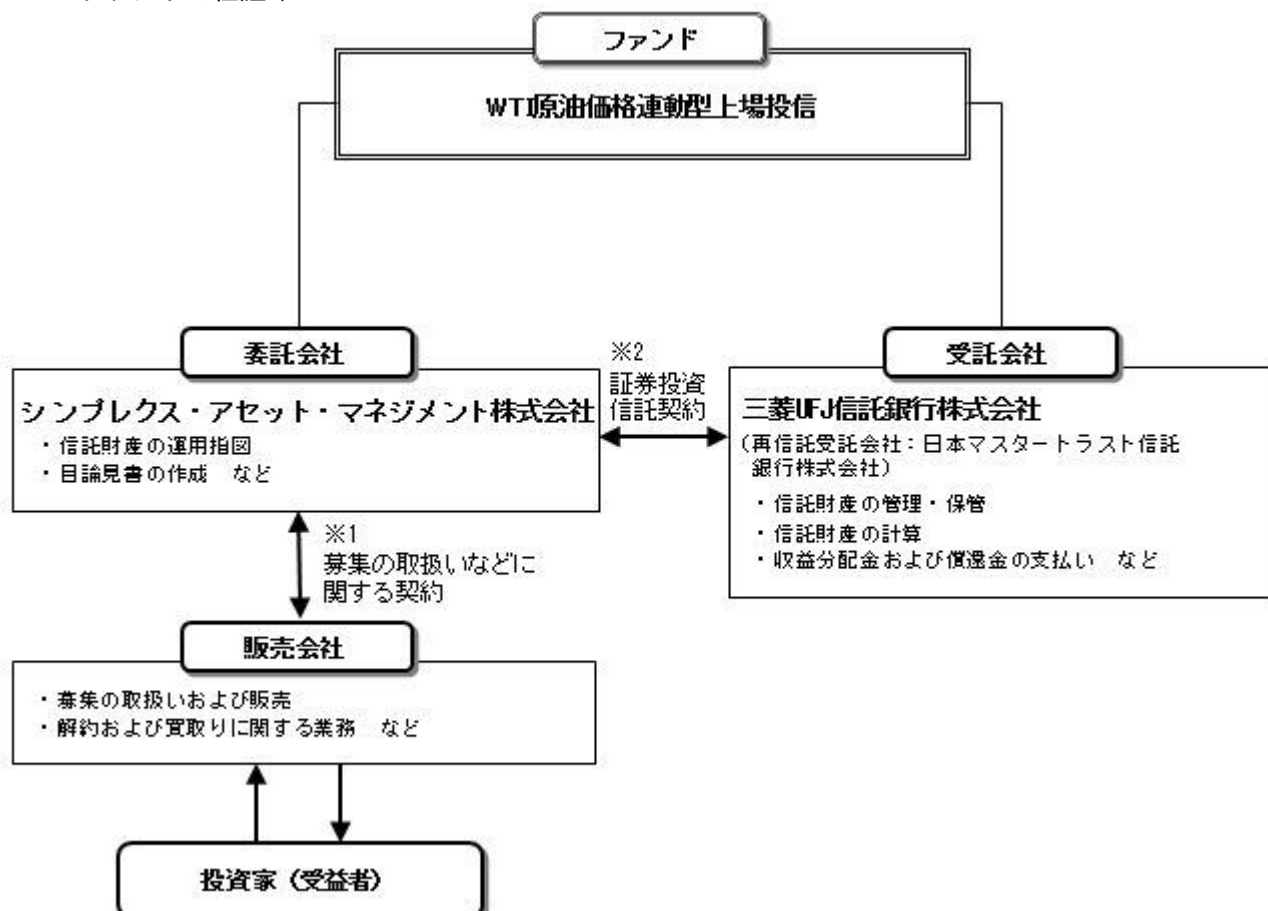 ファンド
WTI原油価格連動型上場投信
委託会社
シンプレクス・アセット・マネジメント株式会社
・信託財産の運用指図
・目論見書の作成　など
※2
証券投資
信託契約
受託会社
三菱UFJ信託銀行株式会社
(再信託受託会社：日本マスタートラスト信託
銀行株式会社)
・信託財産の管理・保管
・信託財産の計算
・収益分配金および償還金の支払い　など
※1
募集の取扱いなどに
関する契約
販売会社
・募集の取扱いおよび販売
・解約および買取りに関する業務　など
投資家（受益者）